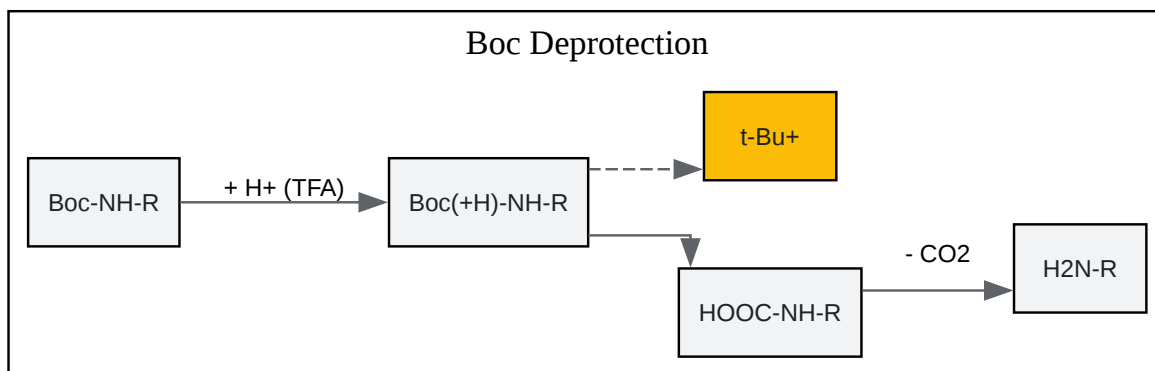 Boc Deprotection
t-Bu+
Boc-NH-R
+ H+ (TFA)
Boc(+H)-NH-R
- CO2
H2N-R
HOOC-NH-R